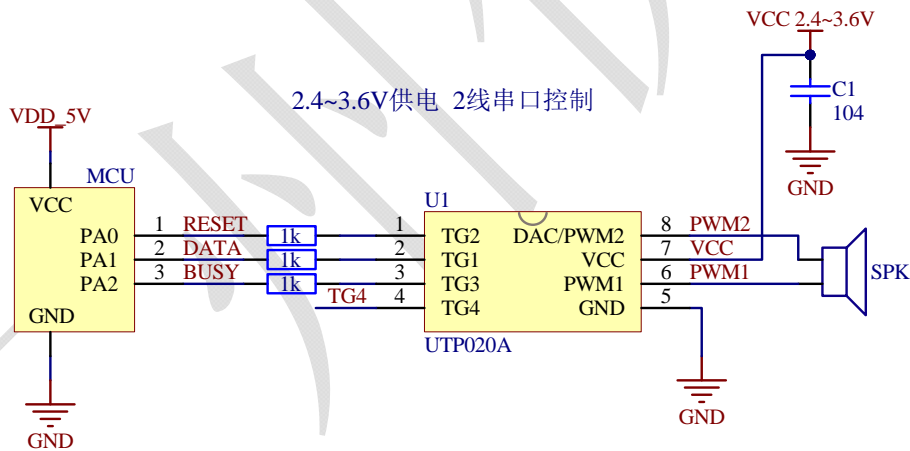 VCC 2.4~3.6V
2.4~3.6V供电 2线串口控制
C1
104
GND
VDD_5V
MCU
VCC
PA0 1 RESET 1k 1 TG2
PA1 2 DATA 1k 2 TG1
PA2 3 BUSY 1k 3 TG3
TG4 4 TG4
GND
GND
U1
DAC/PWM2 8 PWM2
VCC 7 VCC
PWM1 6 PWM1
GND 5
UTP020A
SPK
GND